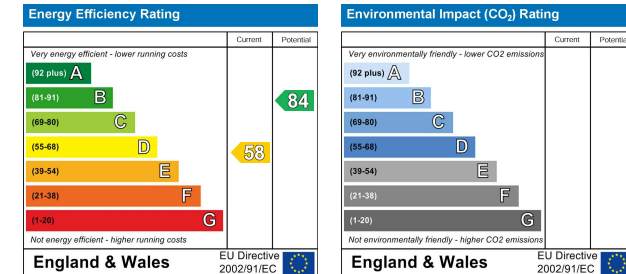 Energy Efficiency Rating
Current Potential
Very energy efficient - lower running costs
(92 plus) A
(81-91) B
84
(69-80) C
(55-68) D
58
(39-54) E
(21-38) F
(1-20) G
Not energy efficient - higher running costs
England & Wales
EU Directive
2002/91/EC
Environmental Impact (CO2) Rating
Current Potential
Very environmentally friendly - lower CO2 emissions
(92 plus) A
(81-91) B
(69-80) C
(55-68) D
(39-54) E
(21-38) F
(1-20) G
Not environmentally friendly - higher CO2 emissions
England & Wales
EU Directive
2002/91/EC